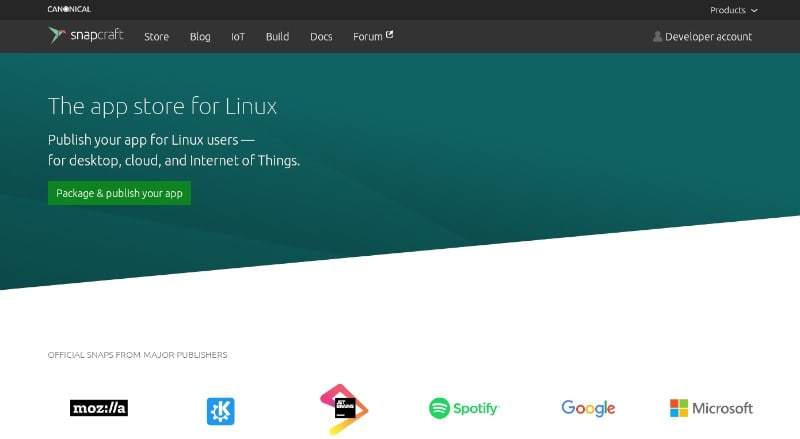 CANONICAL
Products
snapcraft
Store
Blog
IoT
Build
Docs
Forum
Developer account
The app store for Linux
Publish your app for Linux users —
for desktop, cloud, and Internet of Things.
Package & publish your app
OFFICIAL SNAPS FROM MAJOR PUBLISHERS
moz://a
K
JET
BRAINS
Spotify
Google
Microsoft